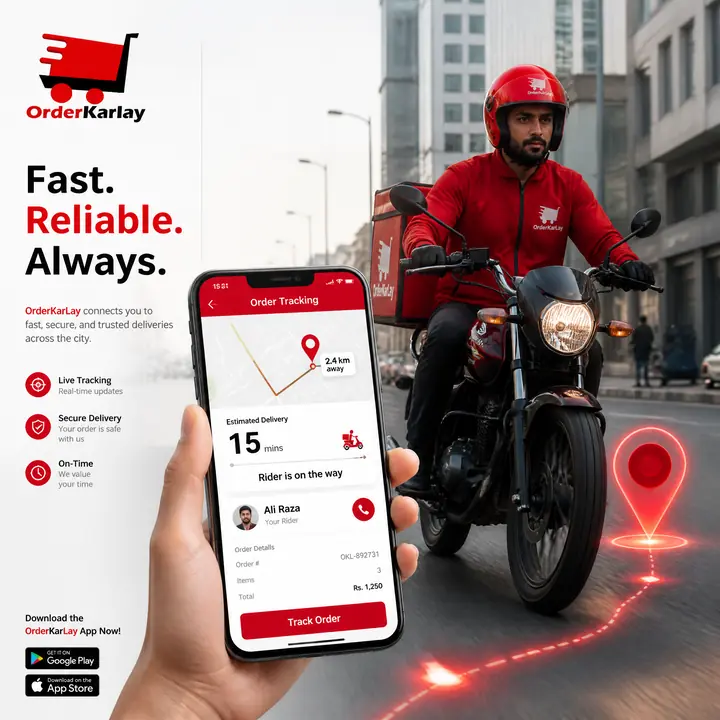 OrderKarlay
Fast.
Reliable.
Always.
OrderKarLay connects you to
fast, secure, and trusted deliveries
across the city.
Live Tracking
Real-time updates
Secure Delivery
Your order is safe
with us
On-Time
We value
your time
Download the
OrderKarLay App Now!
GET IT ON
Google Play
Download on the
App Store
Order Tracking
2.4 km
away
Estimated Delivery
15 mins
Rider is on the way
Ali Raza
Your Rider
Order Details
Order # OKL-892731
Items 3
Total Rs. 1,250
Track Order
OrderKarLay
OrderKarLay